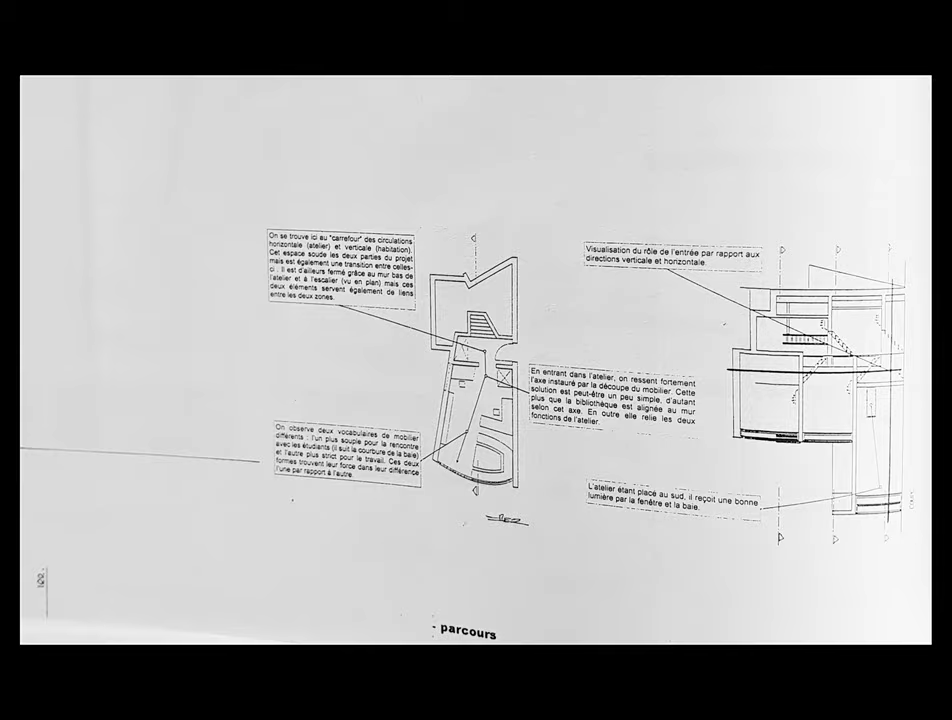 On se trouve ici au "carrefour" des circulations
horizontale (atelier) et verticale (habitation).
Cet espace soude les deux parties du projet
mais est également une transition entre celles-
ci . Il est d'ailleurs fermé grâce au mur bas de
l'atelier et à l'escalier (vu en plan) mais ces
deux éléments servent également de liens
entre les deux zones.
Visualisation du rôle de l'entrée par rapport aux
directions verticale et horizontale.
En entrant dans l'atelier, on ressent fortement
l'axe instauré par la découpe du mobilier. Cette
solution est peut-être un peu simple, d'autant
plus que la bibliothèque est alignée au mur
selon cet axe. En outre elle relie les deux
fonctions de l'atelier.
On observe deux vocabulaires de mobilier
différents : l'un plus souple pour la rencontre
avec les étudiants (il suit la courbure de la baie)
et l'autre plus strict pour le travail. Ces deux
formes trouvent leur force dans leur différence
l'une par rapport à l'autre.
L'atelier étant placé au sud, il reçoit une bonne
lumière par la fenêtre et la baie.
- parcours